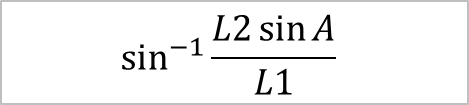 sin⁻¹ L2 sin A / L1